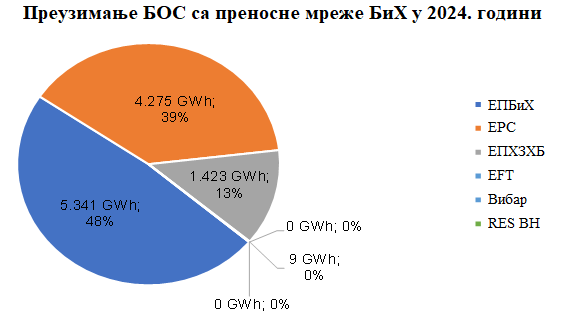 Преузимање БОС са преносне мреже БиХ у 2024. години
4.275 GWh;
39%
1.423 GWh;
13%
5.341 GWh;
48%
0 GWh; 0%
9 GWh;
0%
0 GWh; 0%
ЕПБиХ
ЕРС
ЕПХЗХБ
EFT
Вибар
RES BH